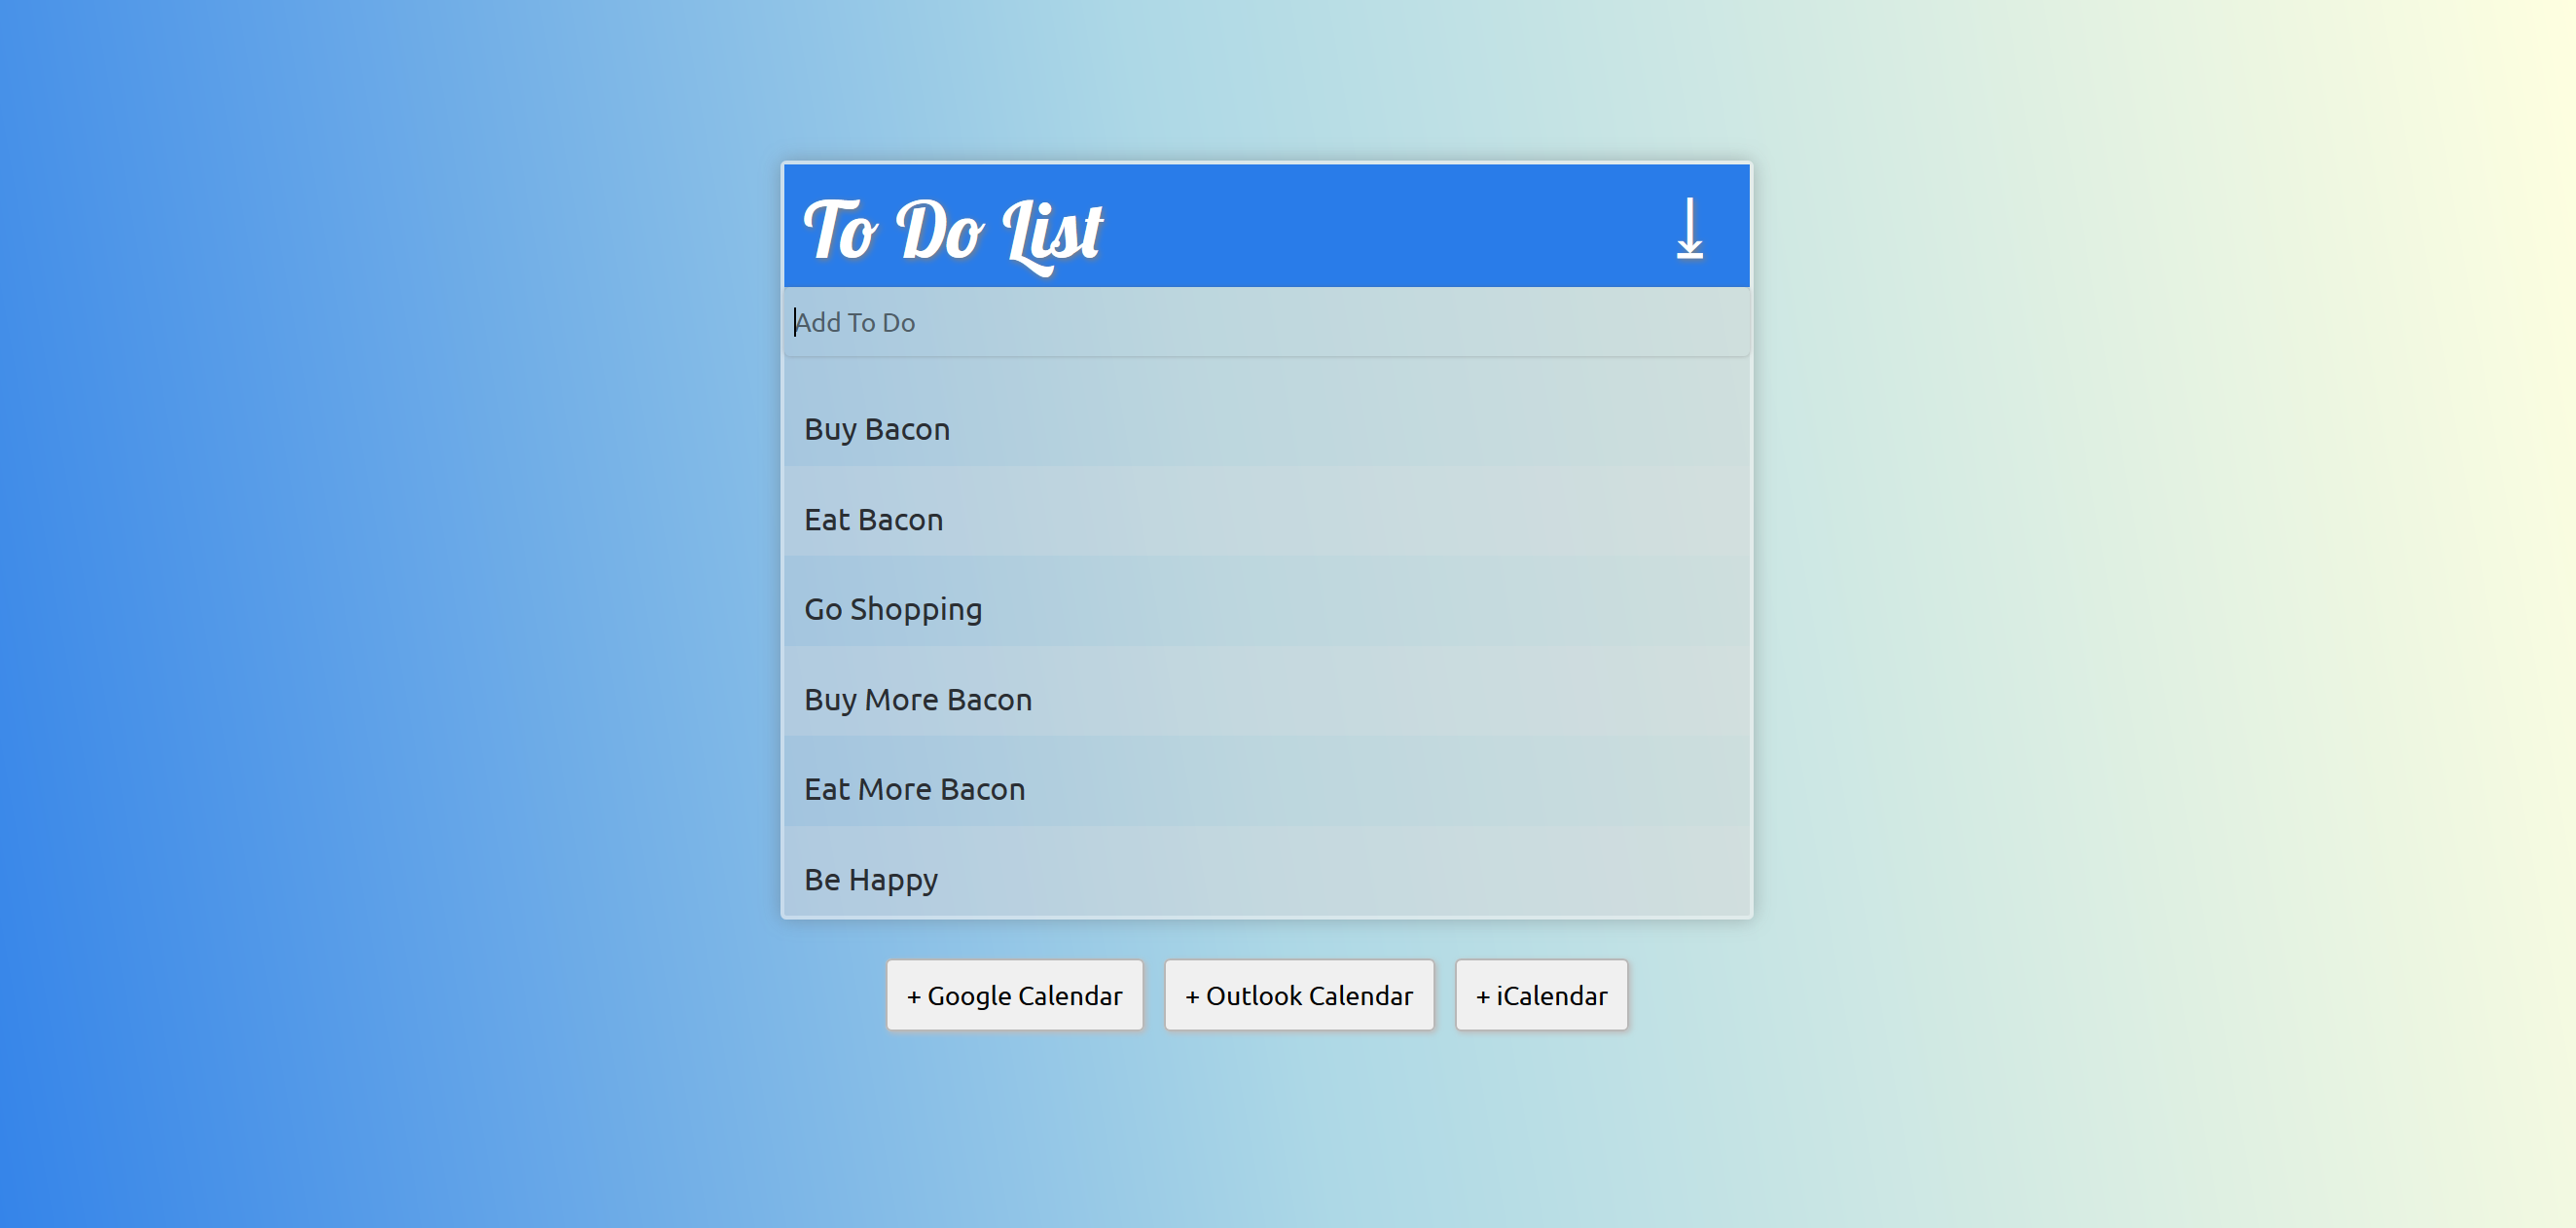 To Do List
Add To Do
Buy Bacon
Eat Bacon
Go Shopping
Buy More Bacon
Eat More Bacon
Be Happy
+ Google Calendar
+ Outlook Calendar
+ iCalendar